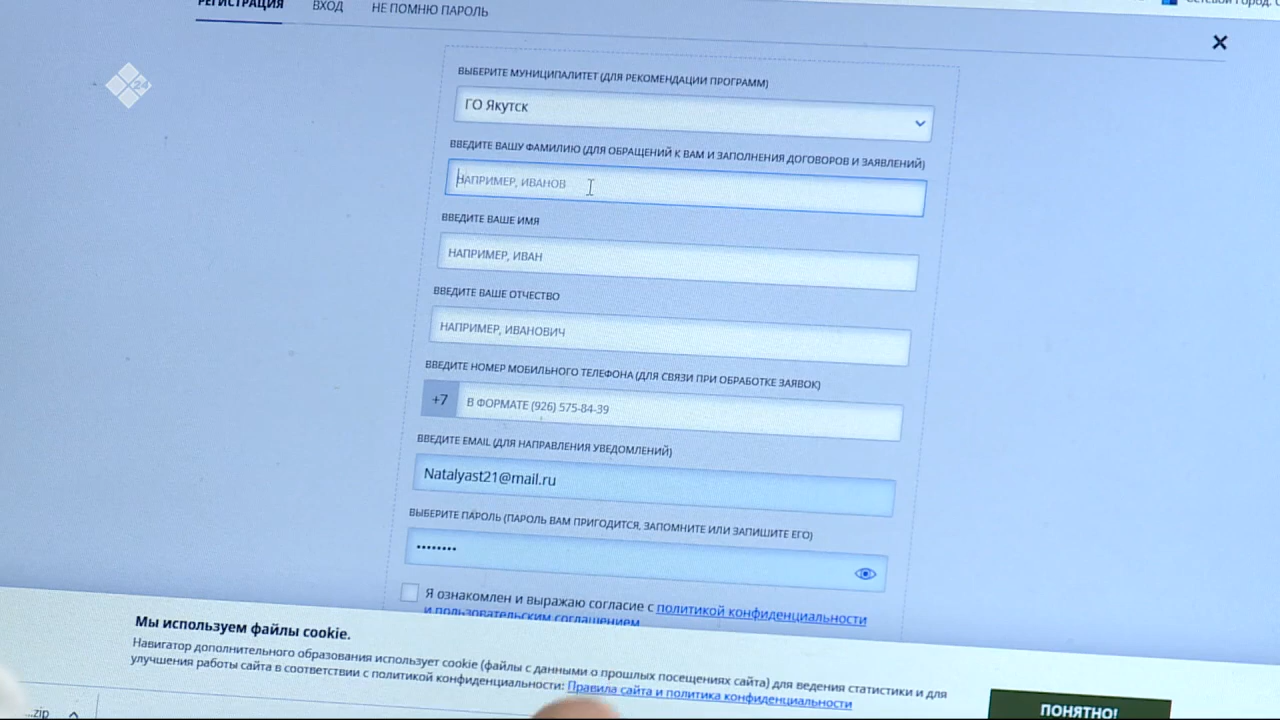 РЕГИСТРАЦИЯ ВХОД НЕ ПОМНЮ ПАРОЛЬ
Сетевой Город.
24
ВЫБЕРИТЕ МУНИЦИПАЛИТЕТ (ДЛЯ РЕКОМЕНДАЦИИ ПРОГРАММ)
ГО Якутск
ВВЕДИТЕ ВАШУ ФАМИЛИЮ (ДЛЯ ОБРАЩЕНИЙ К ВАМ И ЗАПОЛНЕНИЯ ДОГОВОРОВ И ЗАЯВЛЕНИЙ)
НАПРИМЕР, ИВАНОВ
ВВЕДИТЕ ВАШЕ ИМЯ
НАПРИМЕР, ИВАН
ВВЕДИТЕ ВАШЕ ОТЧЕСТВО
НАПРИМЕР, ИВАНОВИЧ
ВВЕДИТЕ НОМЕР МОБИЛЬНОГО ТЕЛЕФОНА (ДЛЯ СВЯЗИ ПРИ ОБРАБОТКЕ ЗАЯВОК)
+7 В ФОРМАТЕ (926) 575-84-39
ВВЕДИТЕ EMAIL (ДЛЯ НАПРАВЛЕНИЯ УВЕДОМЛЕНИЙ)
Natalyast21@mail.ru
ВЫБЕРИТЕ ПАРОЛЬ (ПАРОЛЬ ВАМ ПРИГОДИТСЯ, ЗАПОМНИТЕ ИЛИ ЗАПИШИТЕ ЕГО)
••••••••
Я ознакомлен и выражаю согласие с политикой конфиденциальности
и пользовательским соглашением
Мы используем файлы cookie.
Навигатор дополнительного образования использует cookie (файлы с данными о прошлых посещениях сайта) для ведения статистики и для
улучшения работы сайта в соответствии с политикой конфиденциальности: Правила сайта и политика конфиденциальности
ПОНЯТНО!
...zip